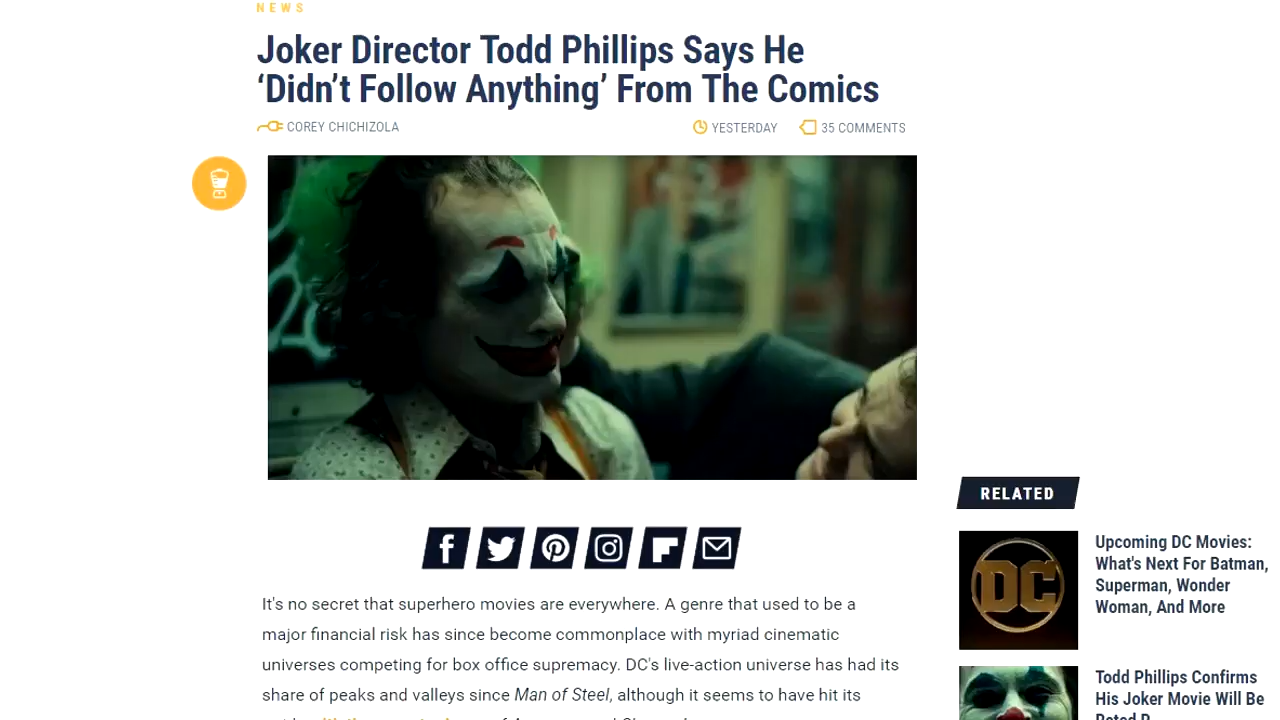 NEWS
Joker Director Todd Phillips Says He
‘Didn’t Follow Anything’ From The Comics
COREY CHICHIZOLA
YESTERDAY
35 COMMENTS
It's no secret that superhero movies are everywhere. A genre that used to be a
major financial risk has since become commonplace with myriad cinematic
universes competing for box office supremacy. DC's live-action universe has had its
share of peaks and valleys since Man of Steel, although it seems to have hit its
RELATED
DC
Upcoming DC Movies:
What's Next For Batman,
Superman, Wonder
Woman, And More
Todd Phillips Confirms
His Joker Movie Will Be
Rated R